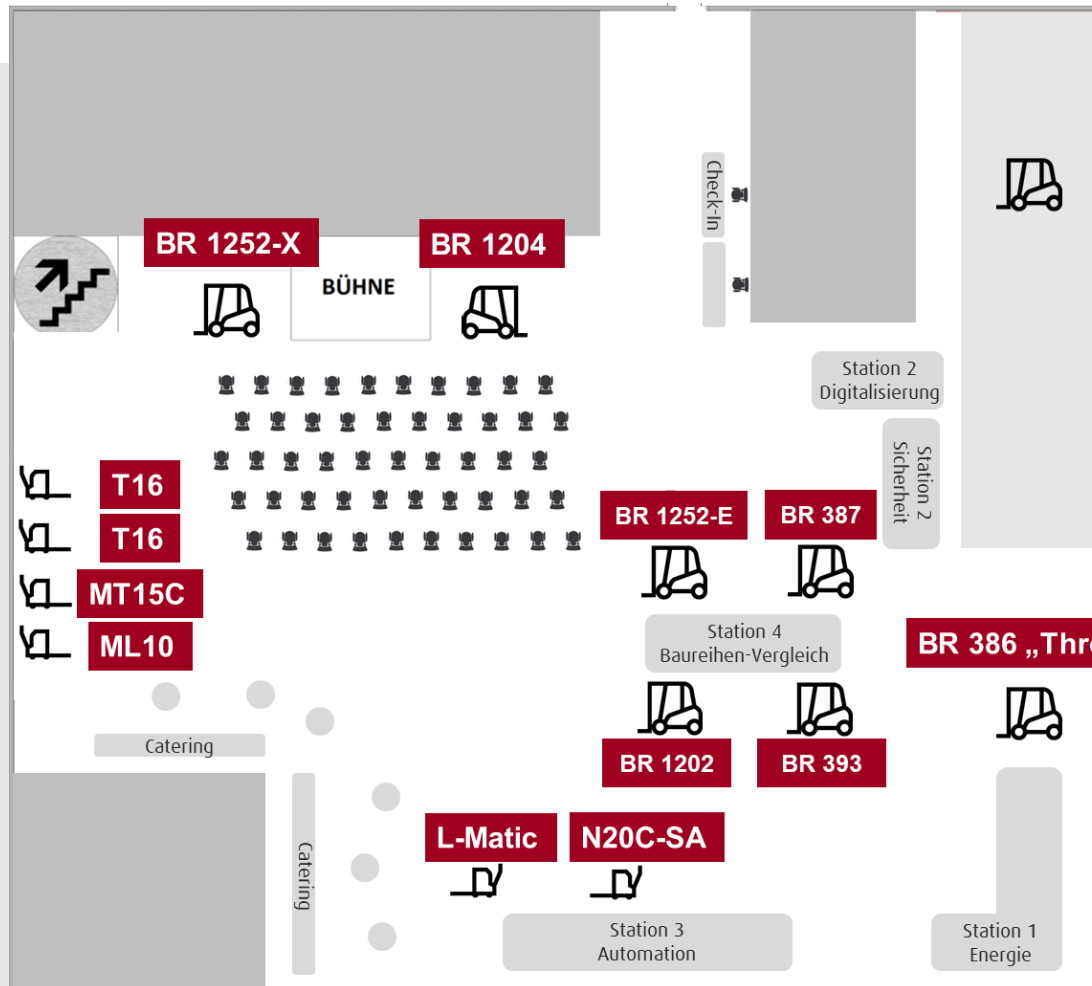 Check-In
BR 1252-X
BR 1204
BÜHNE
Station 2
Digitalisierung
Station 2
Sicherheit
T16
T16
MT15C
ML10
BR 1252-E
BR 387
Station 4
Baureihen-Vergleich
BR 386 „Thre
BR 1202
BR 393
Catering
Catering
L-Matic
N20C-SA
Station 3
Automation
Station 1
Energie